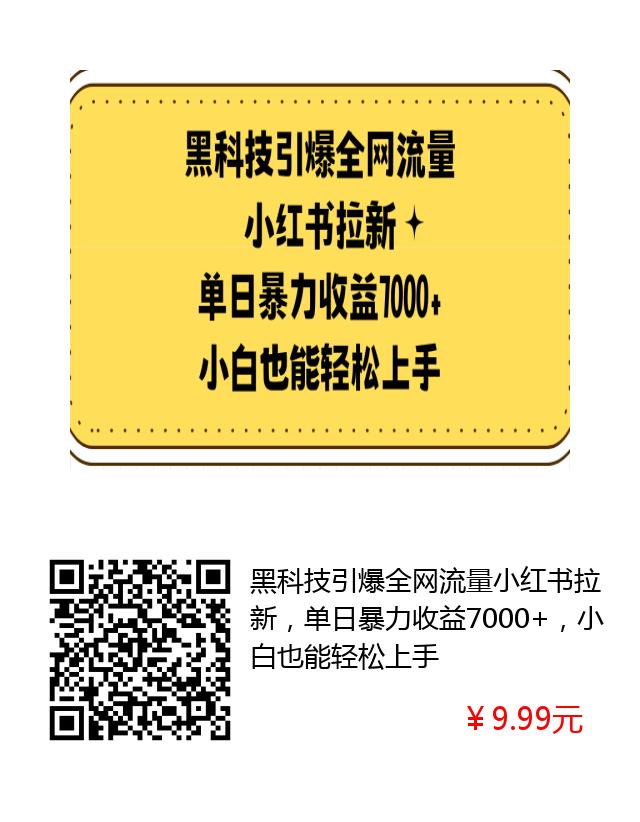 黑科技引爆全网流量
小红书拉新
单日暴力收益7000+
小白也能轻松上手
黑科技引爆全网流量小红书拉
新，单日暴力收益7000+，小
白也能轻松上手
￥9.99元